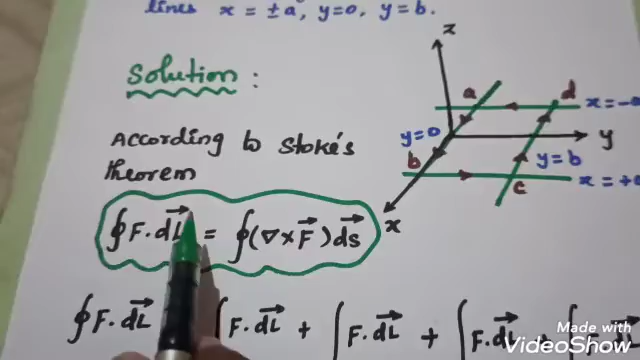 lines x = ±a, y=0, y=b.
Solution :
According to Stoke's
theorem
∮F.dL⃗ = ∮(∇×F⃗)dS⃗
∮F.dL⃗ = ∫F.dL⃗ + ∫F.dL⃗ + ∫F.dL⃗ + ∫F.
z
a
d
x=-a
y=0
y
b
y=b
c
x=+a
x
Made with
VideoShow